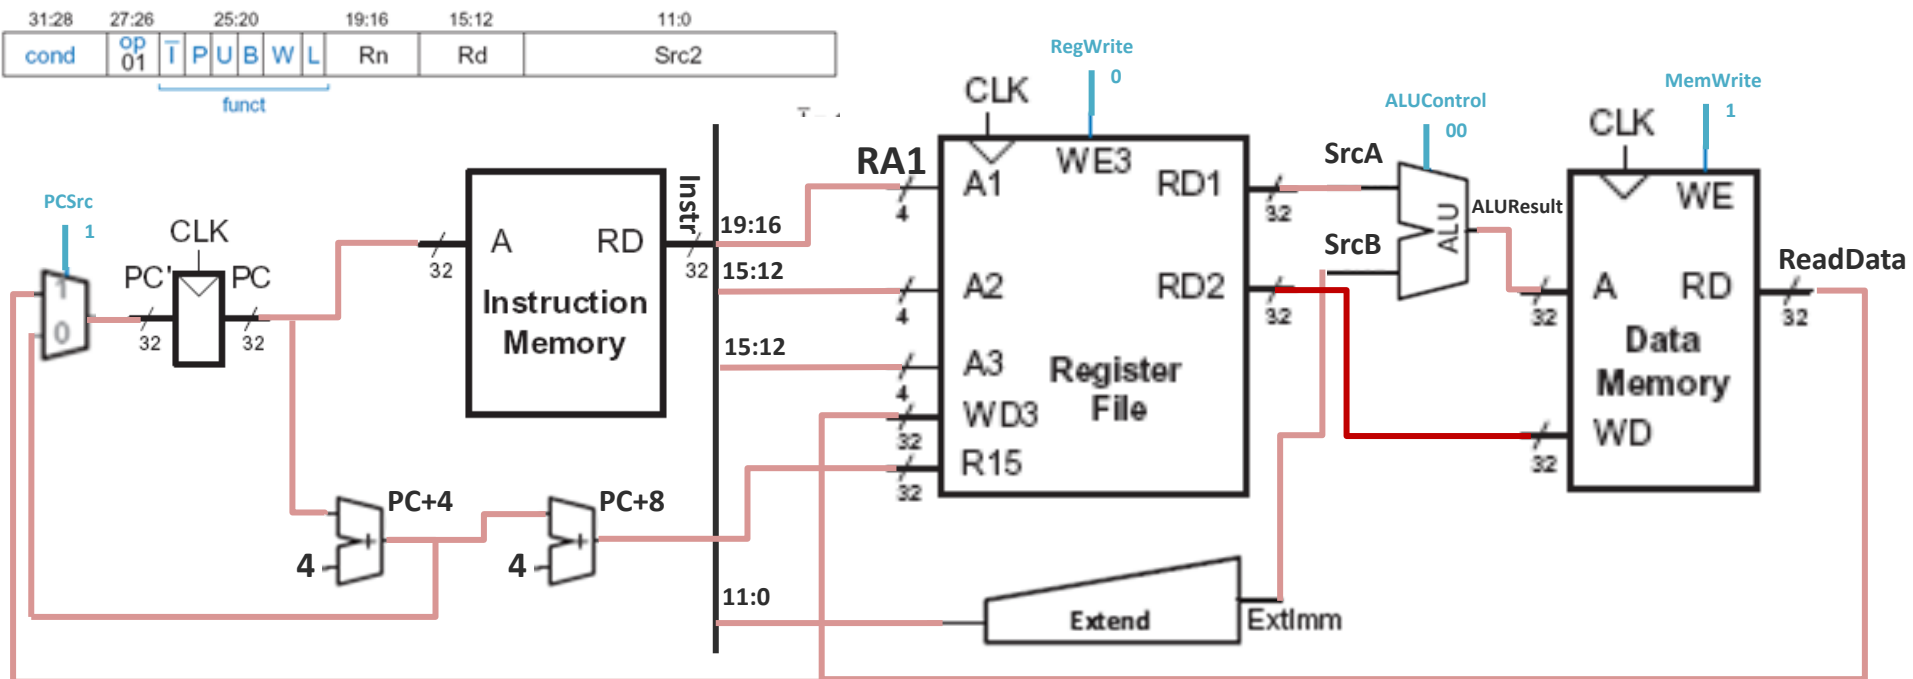 31:28 27:26 25:20 19:16 15:12 11:0
cond op 01 I P U B W L Rn Rd Src2
funct
RegWrite
0
MemWrite
1
ALUControl
00
CLK
CLK
RA1
SrcA
WE3
A1
RD1
4
32
WE
Instr
PCSrc
1
CLK
19:16
ALUResult
ALU
A
RD
32
32
SrcB
PC'
PC
1
0
32
32
Instruction
Memory
15:12
A2
RD2
4
32
A
RD
32
32
ReadData
Data
Memory
15:12
A3
4
Register
File
WD3
32
R15
32
WD
32
PC+4
+
4
PC+8
+
4
11:0
Extend
ExtImm